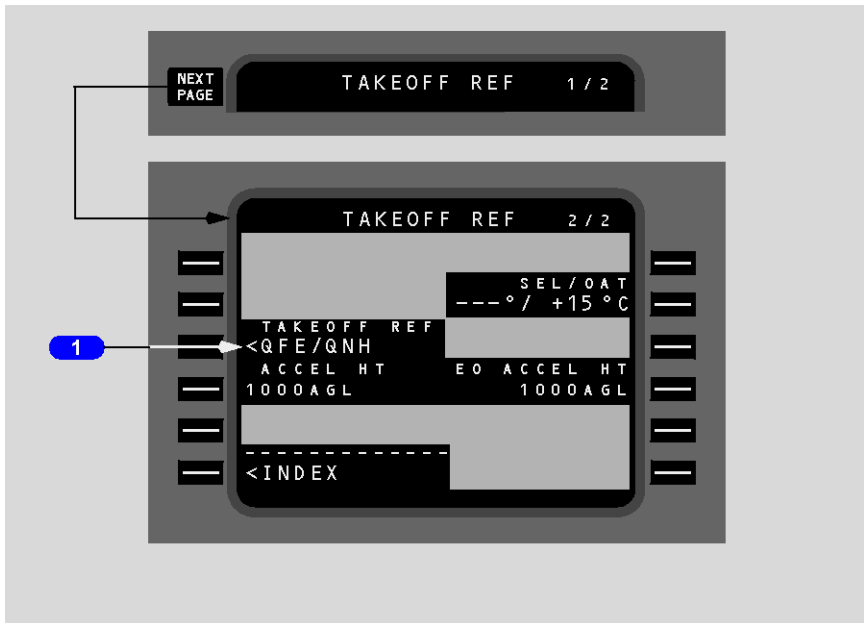 NEXT
PAGE
TAKEOFF REF 1/2
TAKEOFF REF 2/2
SEL/OAT
---°/ +15°C
TAKEOFF REF
1
<QFE/QNH
ACCEL HT EO ACCEL HT
1000AGL 1000AGL
-------------
<INDEX